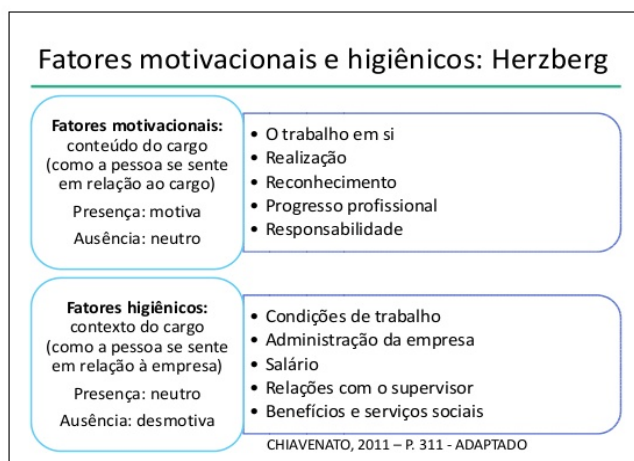 Fatores motivacionais e higiênicos: Herzberg
Fatores motivacionais:
conteúdo do cargo
(como a pessoa se sente
em relação ao cargo)
Presença: motiva
Ausência: neutro
• O trabalho em si
• Realização
• Reconhecimento
• Progresso profissional
• Responsabilidade
Fatores higiênicos:
contexto do cargo
(como a pessoa se sente
em relação à empresa)
Presença: neutro
Ausência: desmotiva
• Condições de trabalho
• Administração da empresa
• Salário
• Relações com o supervisor
• Benefícios e serviços sociais
CHIAVENATO, 2011 – P. 311 - ADAPTADO